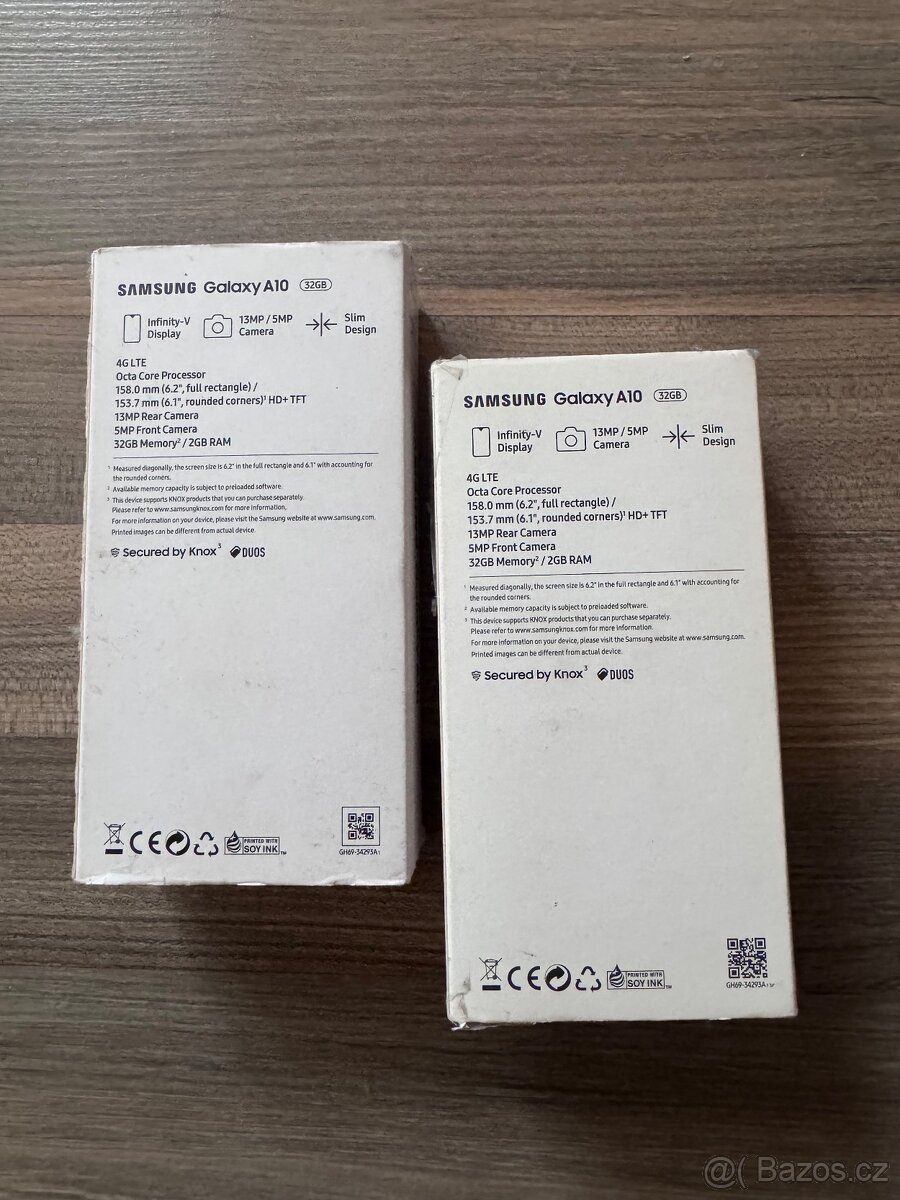 SAMSUNG Galaxy A10 32GB
Infinity-V
Display
13MP / 5MP
Camera
Slim
Design
4G LTE
Octa Core Processor
158.0 mm (6.2", full rectangle) /
153.7 mm (6.1", rounded corners)¹ HD+ TFT
13MP Rear Camera
5MP Front Camera
32GB Memory² / 2GB RAM
¹ Measured diagonally, the screen size is 6.2" in the full rectangle and 6.1" with accounting for
the rounded corners.
² Available memory capacity is subject to preloaded software.
³ This device supports KNOX products that you can purchase separately.
Please refer to www.samsungknox.com for more information.
For more information on your device, please visit the Samsung website at www.samsung.com.
Printed images can be different from actual device.
Secured by Knox³ DUOS
CE PRINTED WITH
SOY INK™
GH69-34293A
SAMSUNG Galaxy A10 32GB
Infinity-V
Display
13MP / 5MP
Camera
Slim
Design
4G LTE
Octa Core Processor
158.0 mm (6.2", full rectangle) /
153.7 mm (6.1", rounded corners)¹ HD+ TFT
13MP Rear Camera
5MP Front Camera
32GB Memory² / 2GB RAM
¹ Measured diagonally, the screen size is 6.2" in the full rectangle and 6.1" with accounting for
the rounded corners.
² Available memory capacity is subject to preloaded software.
³ This device supports KNOX products that you can purchase separately.
Please refer to www.samsungknox.com for more information.
For more information on your device, please visit the Samsung website at www.samsung.com.
Printed images can be different from actual device.
Secured by Knox³ DUOS
CE PRINTED WITH
SOY INK™
GH69-34293A
@( Bazos.cz